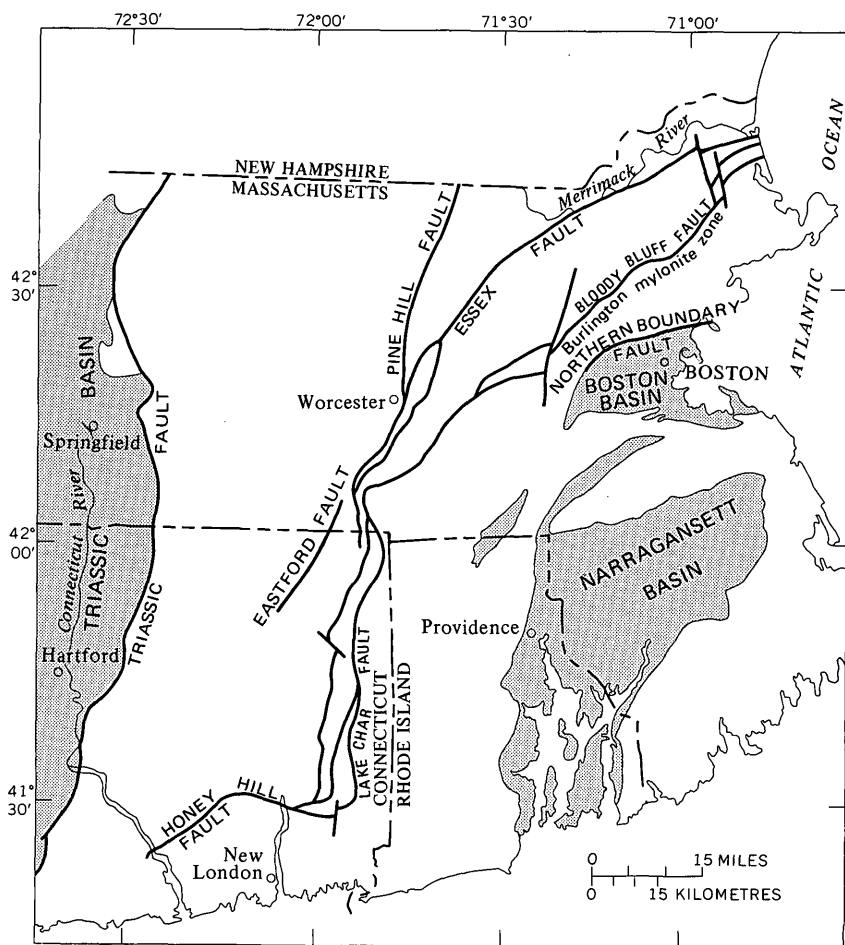 72°30'
72°00'
71°30'
71°00'
OCEAN
ATLANTIC
NEW HAMPSHIRE
MASSACHUSETTS
Merrimack River
42°
30'
PINE HILL FAULT
ESSEX FAULT
BLOODY BLUFF FAULT
Burlington mylonite zone
NORTHERN BOUNDARY
FAULT
BOSTON
BASIN
BOSTON
Worcester
TRIASSIC BASIN
Springfield
Connecticut River
TRIASSIC FAULT
42°
00'
EASTFORD FAULT
NARRAGANSETT
BASIN
Providence
Hartford
LAKE CHAR FAULT
CONNECTICUT
RHODE ISLAND
41°
30'
HONEY HILL
FAULT
New
London
0 15 MILES
0 15 KILOMETRES